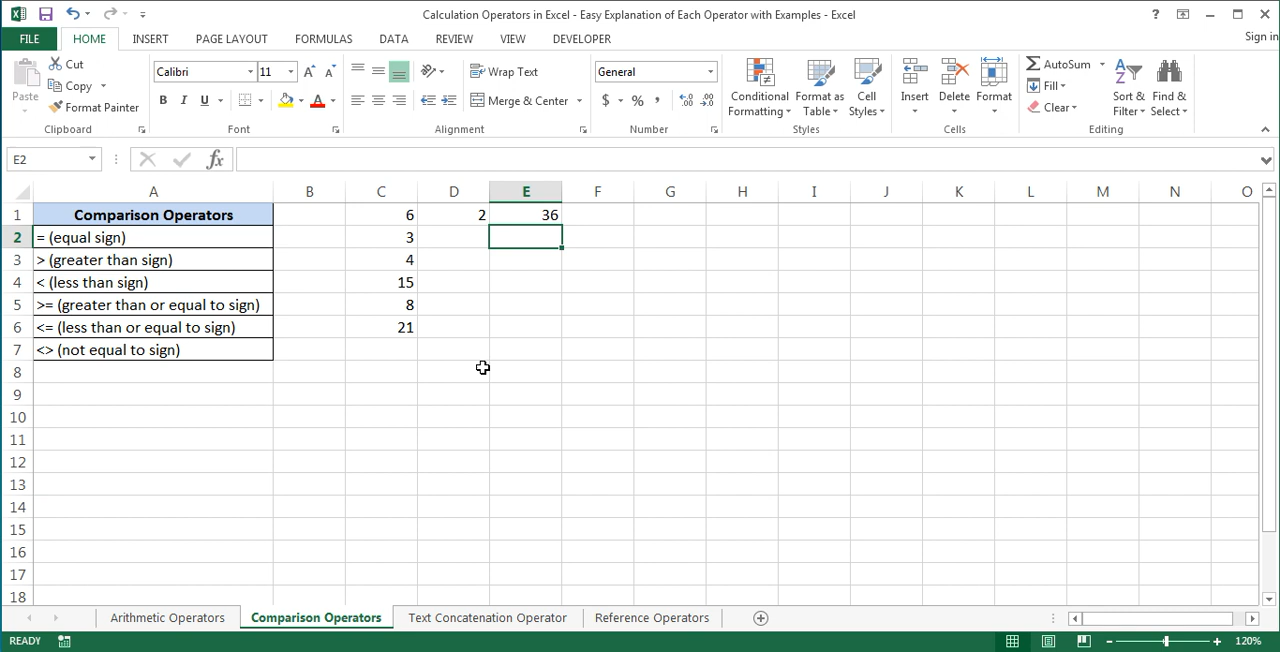 Calculation Operators in Excel - Easy Explanation of Each Operator with Examples - Excel
?
FILE HOME INSERT PAGE LAYOUT FORMULAS DATA REVIEW VIEW DEVELOPER Sign in
Paste
Cut
Copy
Format Painter
Clipboard
Calibri 11 A A
B I U A
Font
Wrap Text
Merge & Center
Alignment
General
$ % , .0 .00 .00 .0
Number
Conditional Formatting
Format as Table
Cell Styles
Styles
Insert Delete Format
Cells
AutoSum
Fill
Clear
Sort & Filter
Find & Select
Editing
E2 fx
A B C D E F G H I J K L M N O
1 Comparison Operators 6 2 36
2 = (equal sign) 3
3 > (greater than sign) 4
4 < (less than sign) 15
5 >= (greater than or equal to sign) 8
6 <= (less than or equal to sign) 21
7 <> (not equal to sign)
8
9
10
11
12
13
14
15
16
17
18
Arithmetic Operators Comparison Operators Text Concatenation Operator Reference Operators
READY 120%